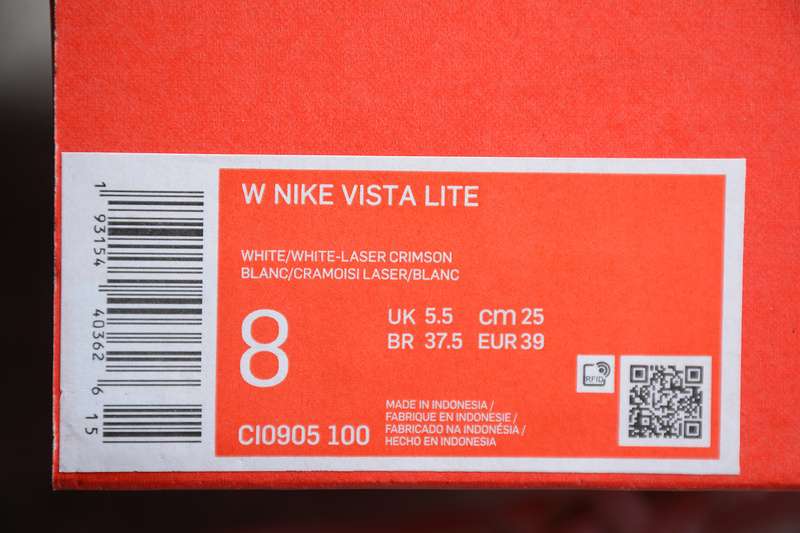 W NIKE VISTA LITE
WHITE/WHITE-LASER CRIMSON
BLANC/CRAMOISI LASER/BLANC
8
UK 5.5 cm 25
BR 37.5 EUR 39
CI0905 100
MADE IN INDONESIA /
FABRIQUE EN INDONESIE /
FABRICADO NA INDONÉSIA /
HECHO EN INDONESIA
RFID
1 93154 40362 6 15